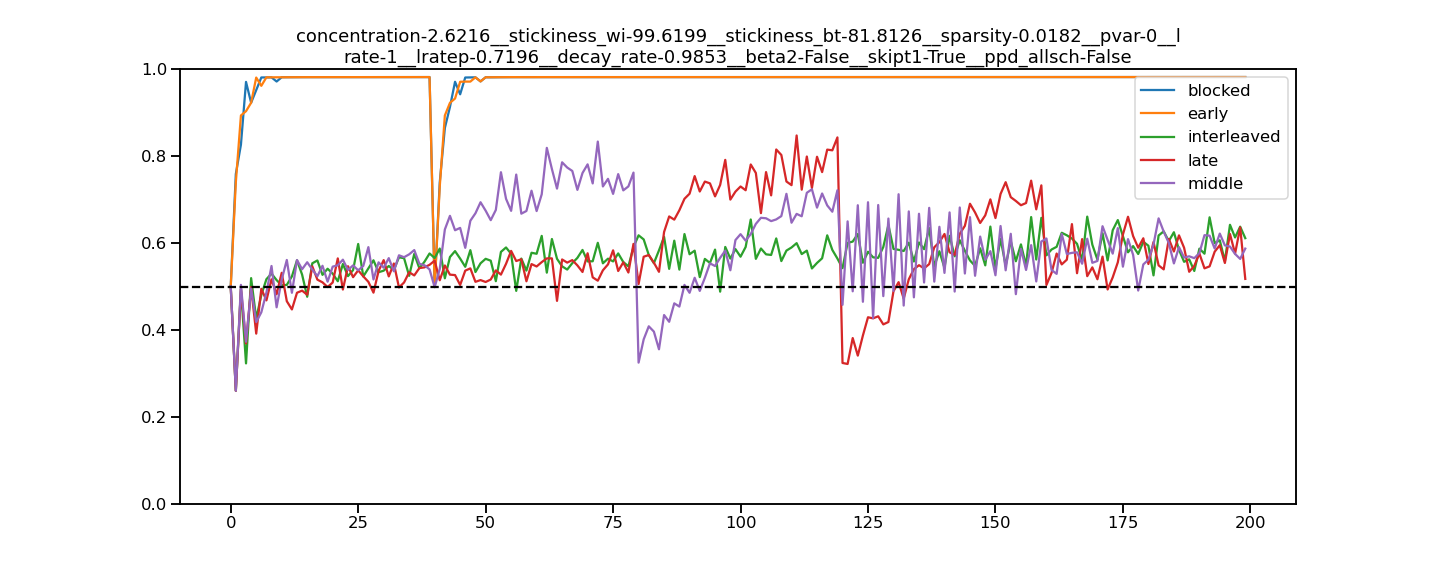 concentration-2.6216__stickiness_wi-99.6199__stickiness_bt-81.8126__sparsity-0.0182__pvar-0__l
rate-1__lratep-0.7196__decay_rate-0.9853__beta2-False__skipt1-True__ppd_allsch-False
1.0
0.8
0.6
0.4
0.2
0.0
blocked
early
interleaved
late
middle
0 25 50 75 100 125 150 175 200